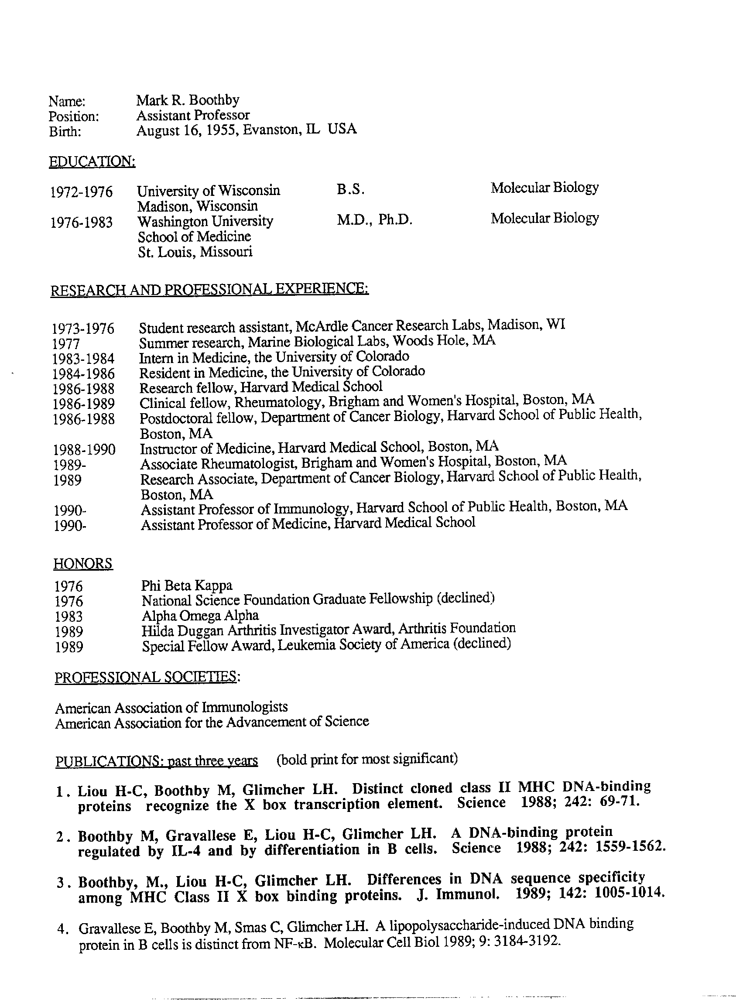 Name: Mark R. Boothby
Position: Assistant Professor
Birth: August 16, 1955, Evanston, IL USA
EDUCATION:
1972-1976 University of Wisconsin B.S. Molecular Biology
Madison, Wisconsin
1976-1983 Washington University M.D., Ph.D. Molecular Biology
School of Medicine
St. Louis, Missouri
RESEARCH AND PROFESSIONAL EXPERIENCE:
1973-1976 Student research assistant, McArdle Cancer Research Labs, Madison, WI
1977 Summer research, Marine Biological Labs, Woods Hole, MA
1983-1984 Intern in Medicine, the University of Colorado
1984-1986 Resident in Medicine, the University of Colorado
1986-1988 Research fellow, Harvard Medical School
1986-1989 Clinical fellow, Rheumatology, Brigham and Women's Hospital, Boston, MA
1986-1988 Postdoctoral fellow, Department of Cancer Biology, Harvard School of Public Health,
Boston, MA
1988-1990 Instructor of Medicine, Harvard Medical School, Boston, MA
1989- Associate Rheumatologist, Brigham and Women's Hospital, Boston, MA
1989 Research Associate, Department of Cancer Biology, Harvard School of Public Health,
Boston, MA
1990- Assistant Professor of Immunology, Harvard School of Public Health, Boston, MA
1990- Assistant Professor of Medicine, Harvard Medical School
HONORS
1976 Phi Beta Kappa
1976 National Science Foundation Graduate Fellowship (declined)
1983 Alpha Omega Alpha
1989 Hilda Duggan Arthritis Investigator Award, Arthritis Foundation
1989 Special Fellow Award, Leukemia Society of America (declined)
PROFESSIONAL SOCIETIES:
American Association of Immunologists
American Association for the Advancement of Science
PUBLICATIONS: past three years (bold print for most significant)
1. Liou H-C, Boothby M, Glimcher LH. Distinct cloned class II MHC DNA-binding
proteins recognize the X box transcription element. Science 1988; 242: 69-71.
2. Boothby M, Gravallese E, Liou H-C, Glimcher LH. A DNA-binding protein
regulated by IL-4 and by differentiation in B cells. Science 1988; 242: 1559-1562.
3. Boothby, M., Liou H-C, Glimcher LH. Differences in DNA sequence specificity
among MHC Class II X box binding proteins. J. Immunol. 1989; 142: 1005-1014.
4. Gravallese E, Boothby M, Smas C, Glimcher LH. A lipopolysaccharide-induced DNA binding
protein in B cells is distinct from NF-κB. Molecular Cell Biol 1989; 9: 3184-3192.